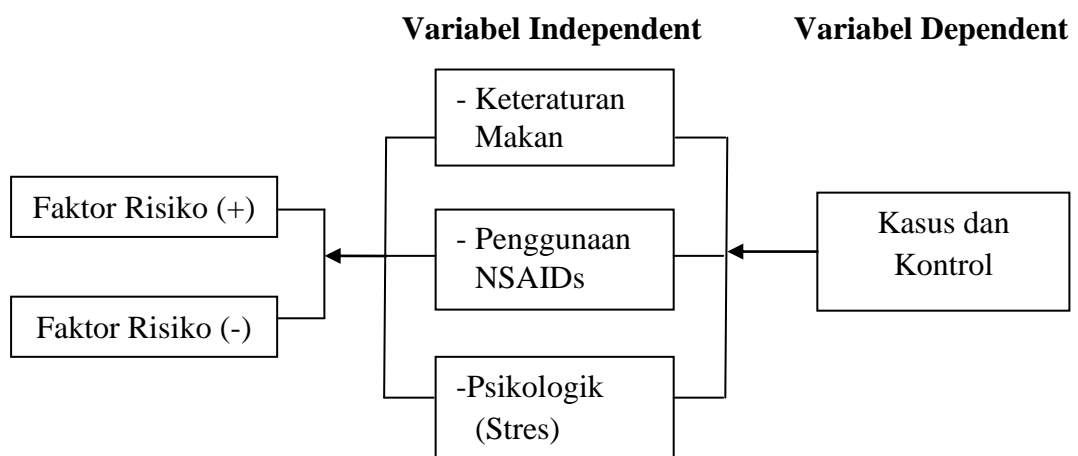 Variabel Independent
Variabel Dependent
- Keteraturan
Makan
Faktor Risiko (+)
Faktor Risiko (-)
- Penggunaan
NSAIDs
-Psikologik
(Stres)
Kasus dan
Kontrol